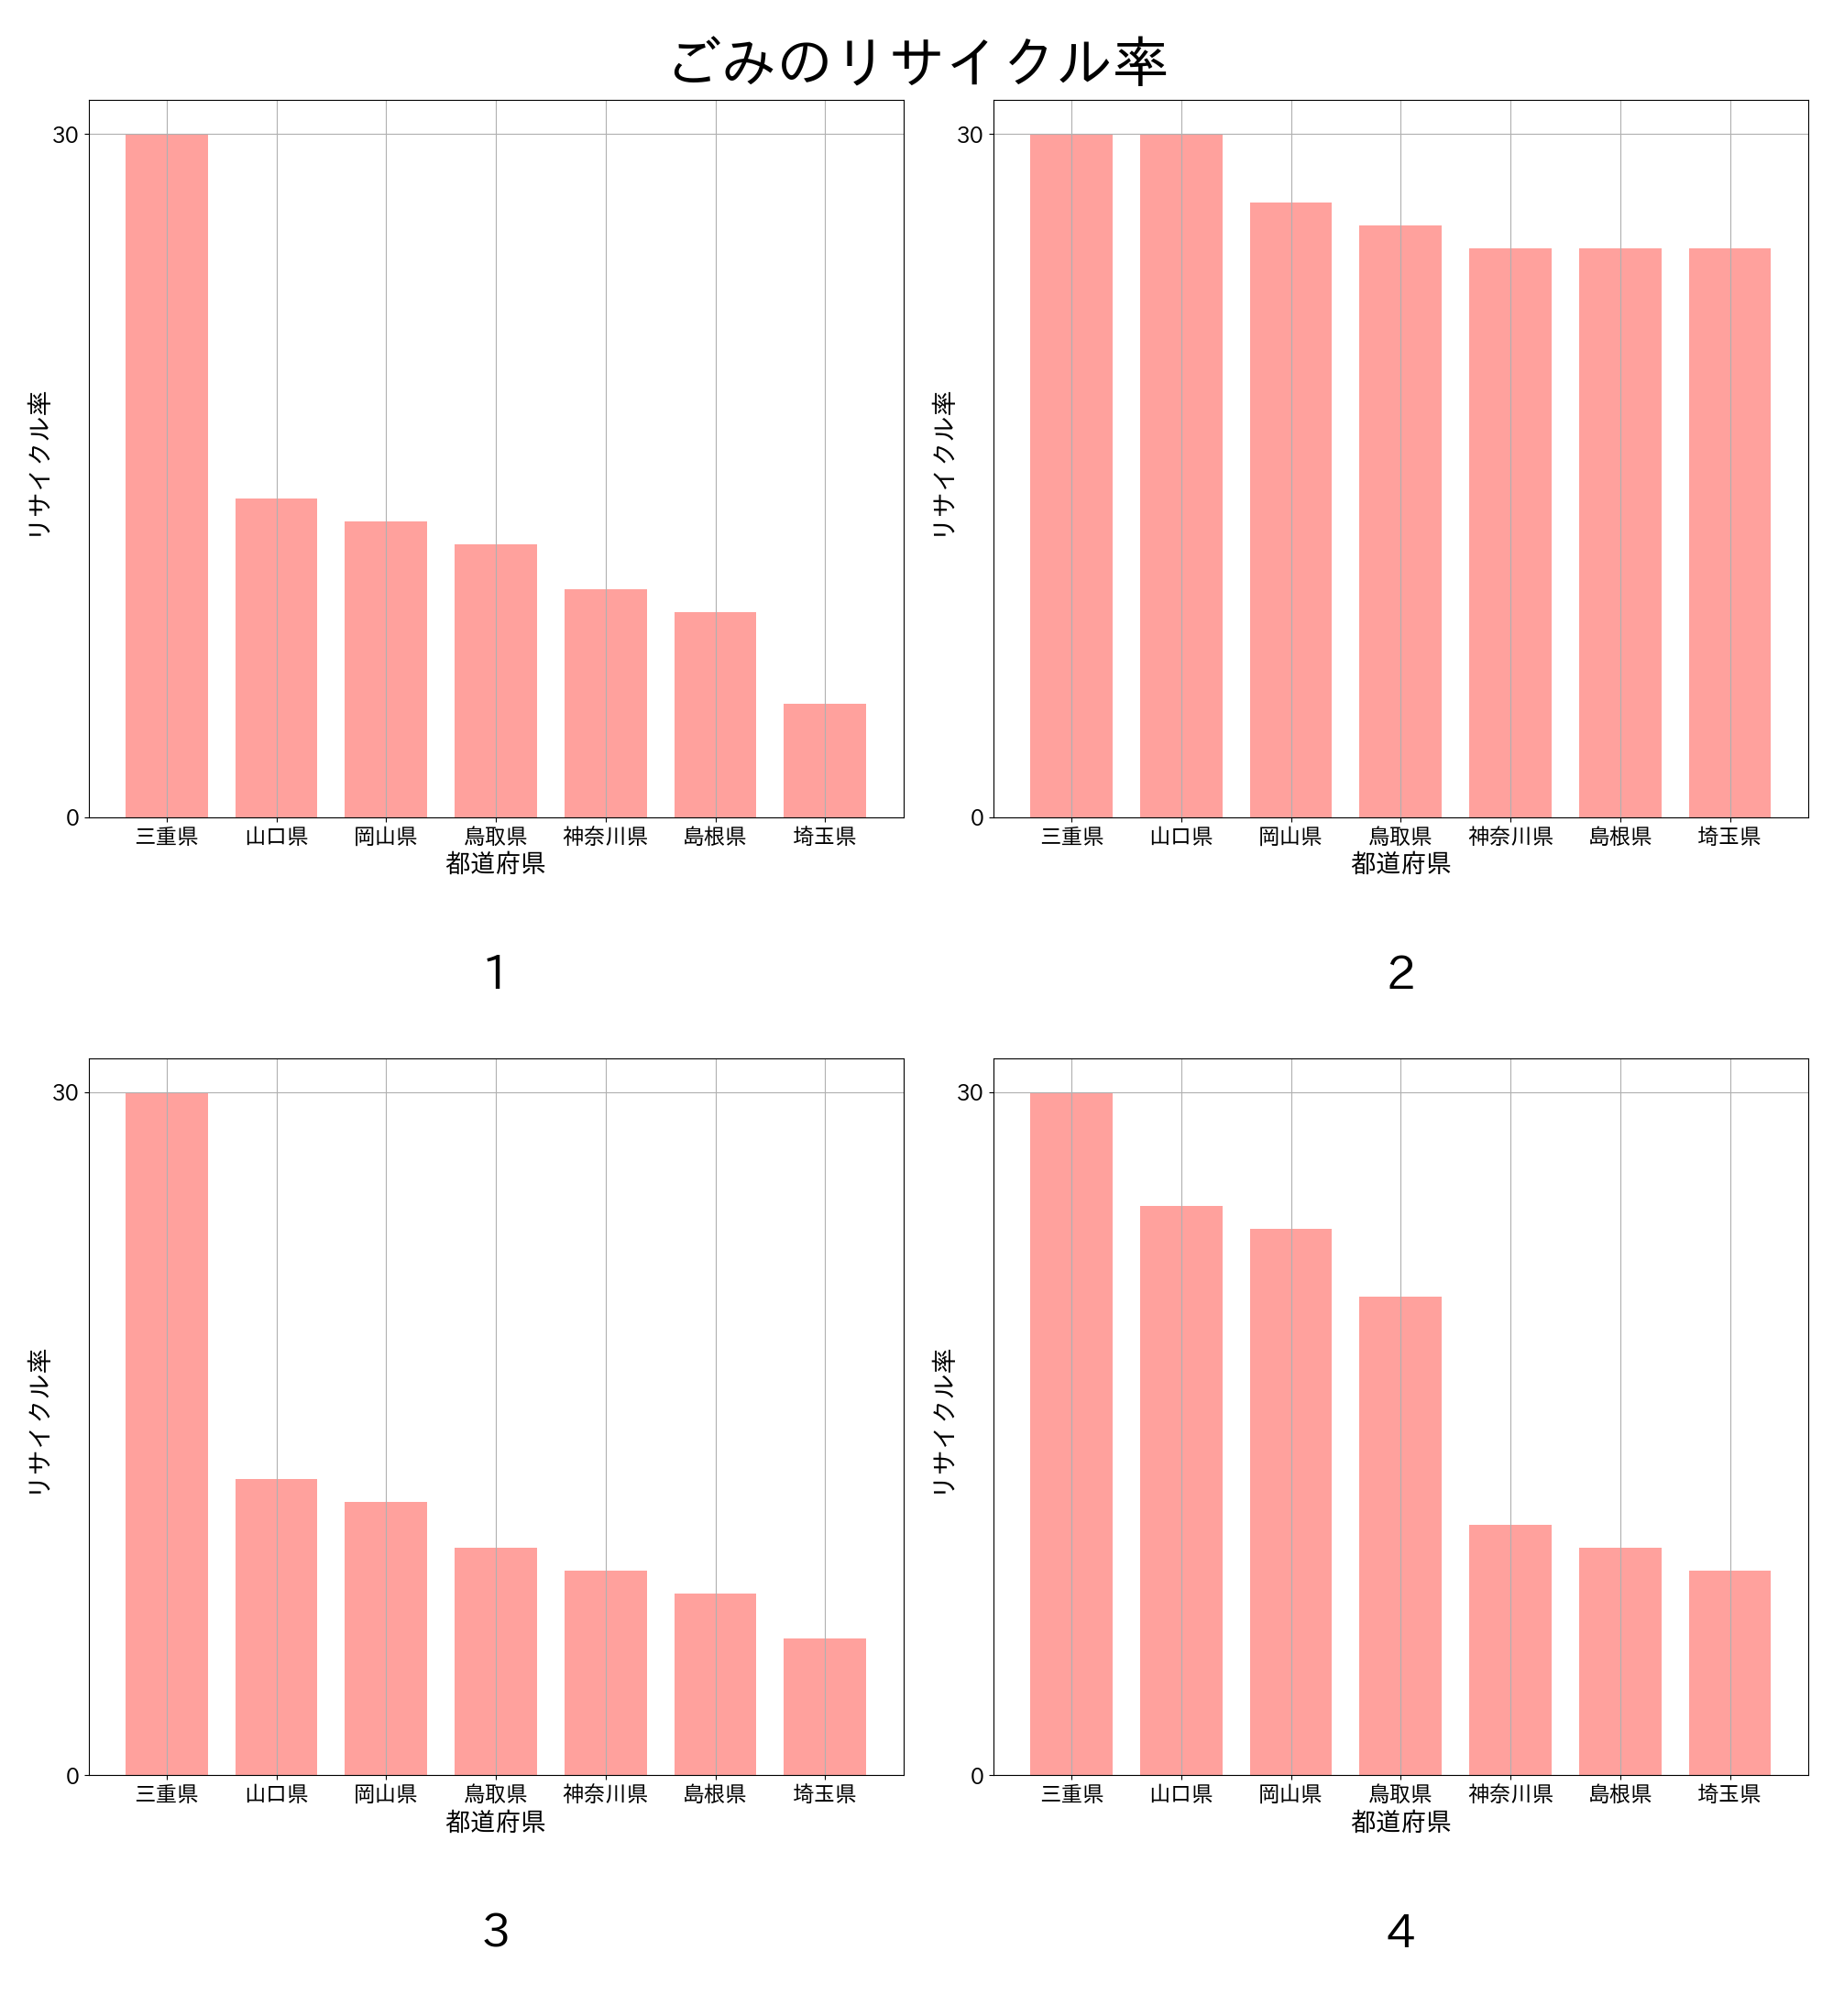 ごみのリサイクル率
30
0
リサイクル率
三重県 山口県 岡山県 鳥取県 神奈川県 島根県 埼玉県
都道府県
1
30
0
リサイクル率
三重県 山口県 岡山県 鳥取県 神奈川県 島根県 埼玉県
都道府県
2
30
0
リサイクル率
三重県 山口県 岡山県 鳥取県 神奈川県 島根県 埼玉県
都道府県
3
30
0
リサイクル率
三重県 山口県 岡山県 鳥取県 神奈川県 島根県 埼玉県
都道府県
4